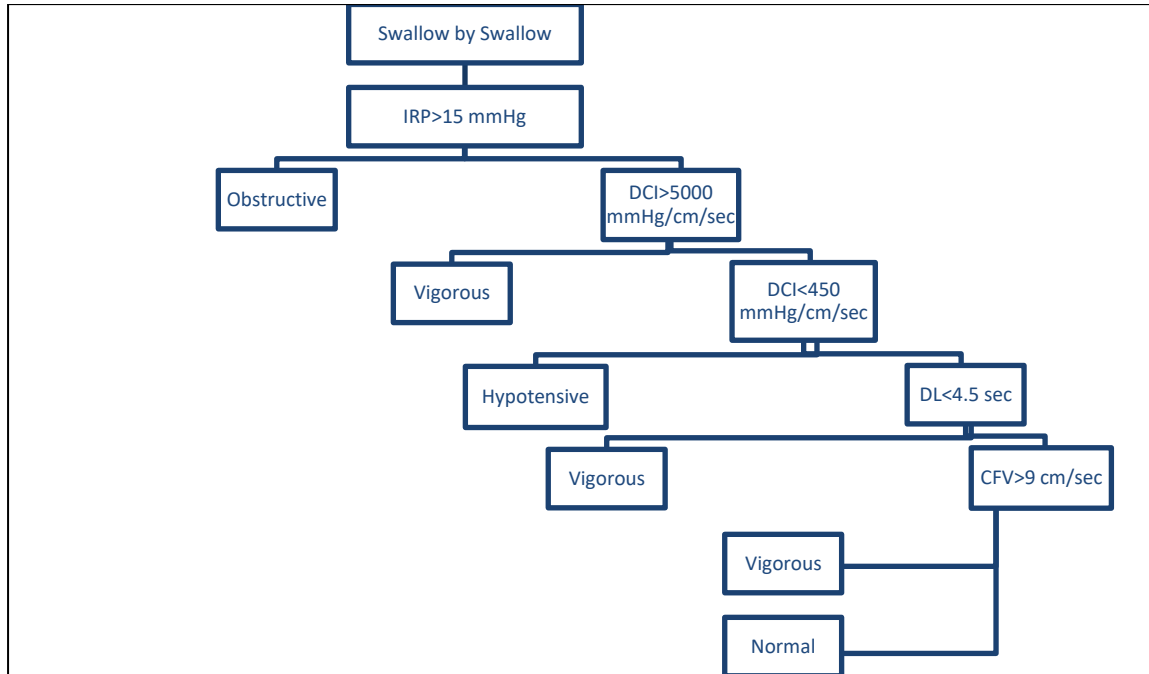 Swallow by Swallow
IRP>15 mmHg
Obstructive
DCI>5000
mmHg/cm/sec
Vigorous
DCI<450
mmHg/cm/sec
Hypotensive
DL<4.5 sec
Vigorous
CFV>9 cm/sec
Vigorous
Normal